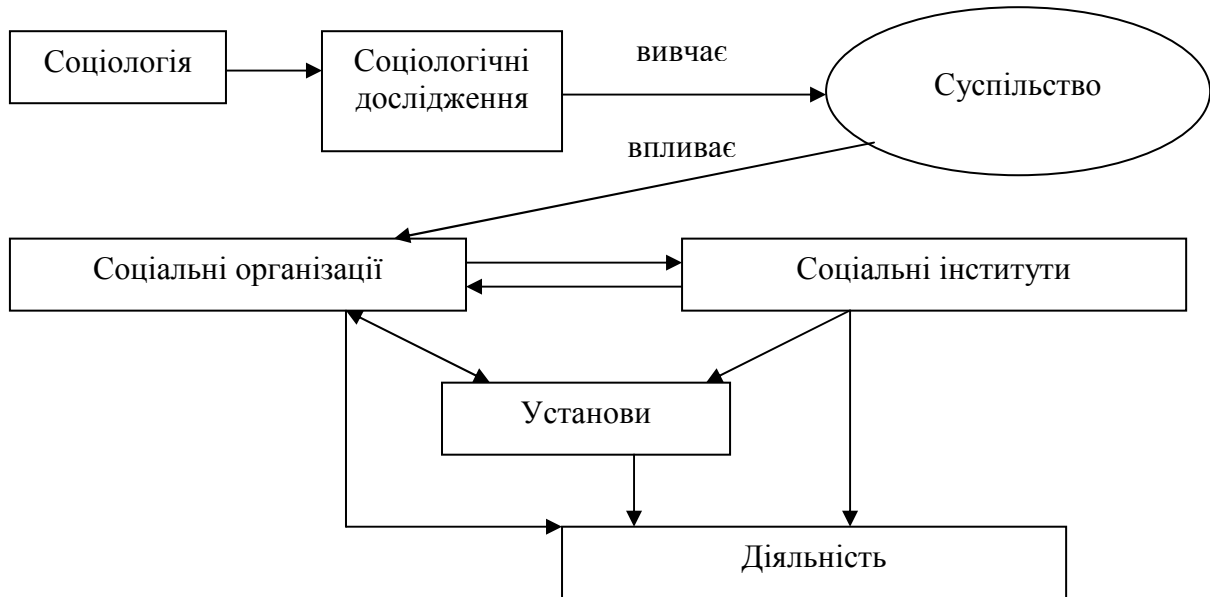 Соціологія
Соціологічні
дослідження
вивчає
Суспільство
впливає
Соціальні організації
Соціальні інститути
Установи
Діяльність